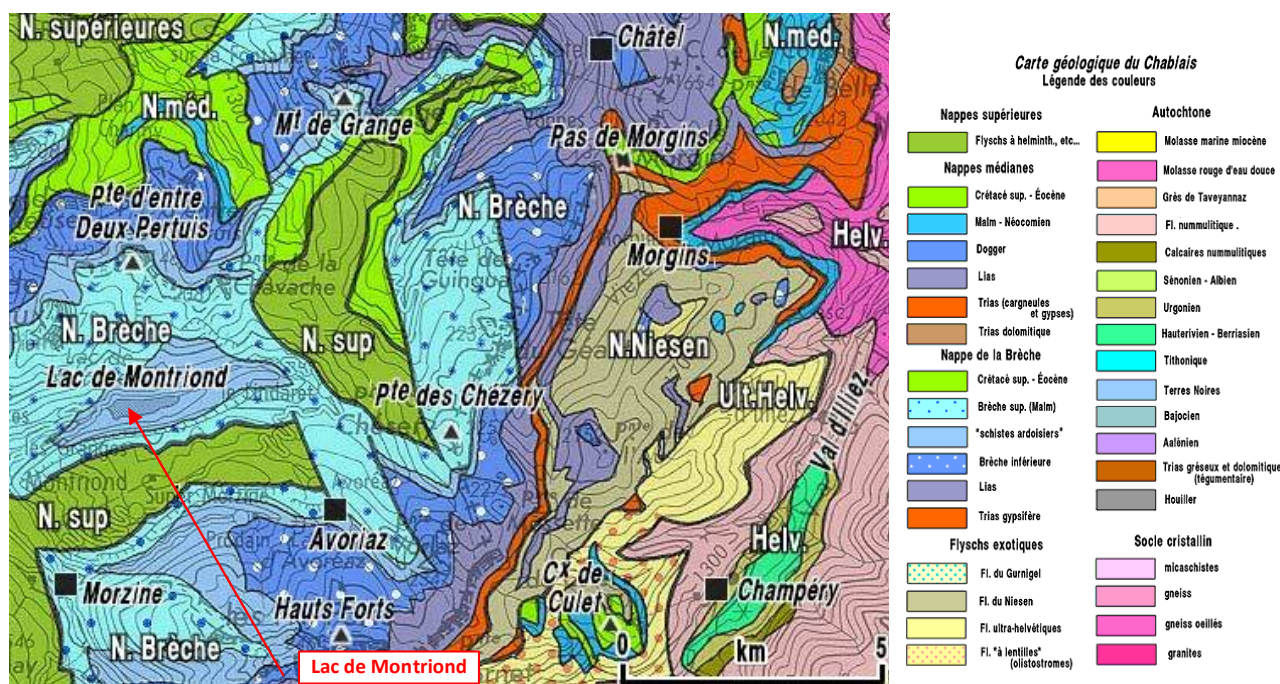 N. supérieures
N.méd.
Mt de Grange
Châtel
N.méd.
Pas de Morgins
Pte d'entre
Deux Pertuis
N. Brèche
Morgins
Helv.
N. Brèche
Lac de Montriond
N. sup
Pte des Chézery
N.Niesen
Ult.Helv.
Val d'Illiez
N. sup
Avoriaz
Morzine
Hauts Forts
N. Brèche
Cx de
Culet
Helv.
Champéry
0 km 5
Lac de Montriond
Carte géologique du Chablais
Légende des couleurs
Nappes supérieures
Flyschs à helminth., etc...
Nappes médianes
Crétacé sup. - Éocène
Malm - Néocomien
Dogger
Lias
Trias (cargneules
et gypses)
Trias dolomitique
Nappe de la Brèche
Crétacé sup. - Éocène
Brèche sup. (Malm)
"schistes ardoisiers"
Brèche inférieure
Lias
Trias gypsifère
Flyschs exotiques
Fl. du Gurnigel
Fl. du Niesen
Fl. ultra-helvétiques
Fl. "à lentilles"
(olistostromes)
Autochtone
Molasse marine miocène
Molasse rouge d'eau douce
Grès de Taveyannaz
Fl. nummulitique .
Calcaires nummulitiques
Sènonien - Albien
Urgonien
Hauterivien - Berriasien
Tithonique
Terres Noires
Bajocien
Aalènien
Trias gréseux et dolomitique
(tégumentaire)
Houiller
Socle cristallin
micaschistes
gneiss
gneiss oeillés
granites